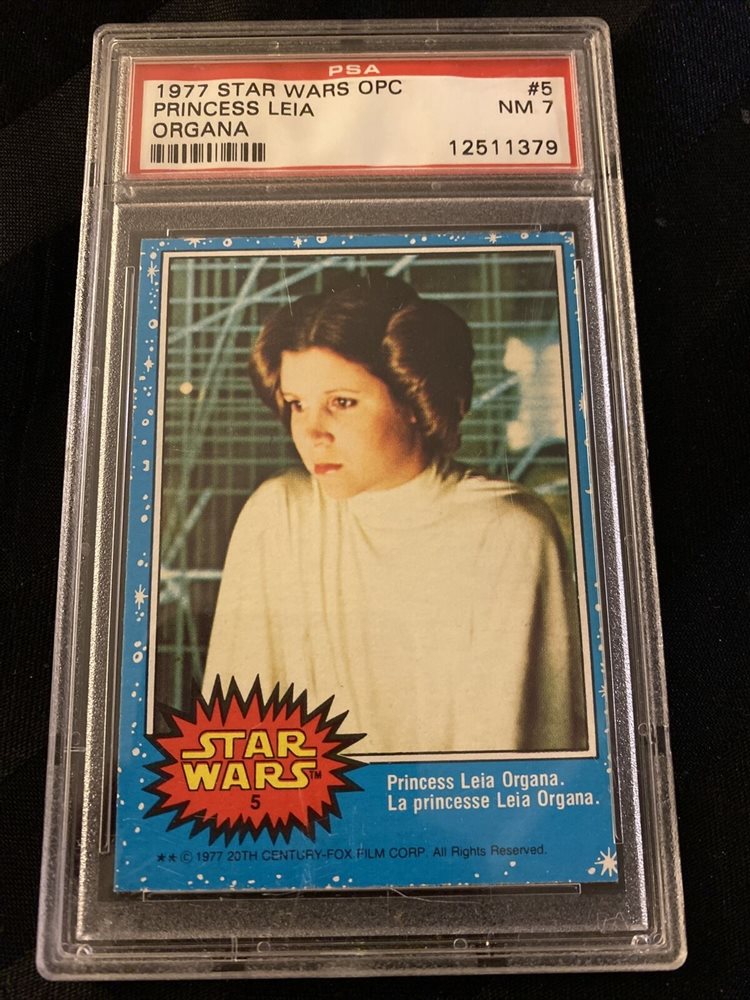 PSA
1977 STAR WARS OPC #5
PRINCESS LEIA NM 7
ORGANA
12511379
STAR
WARS™
5
Princess Leia Organa.
La princesse Leia Organa.
★★ © 1977 20TH CENTURY-FOX FILM CORP. All Rights Reserved.